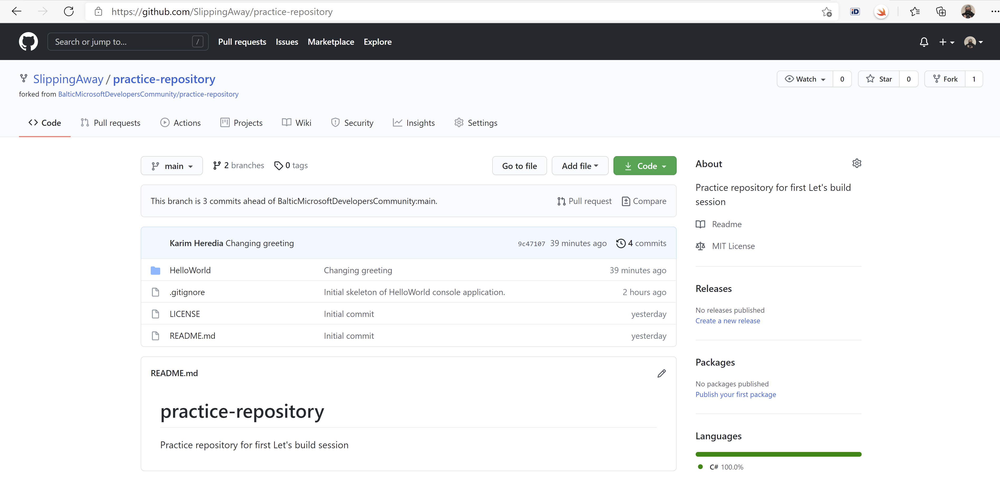 https://github.com/SlippingAway/practice-repository
iD
Search or jump to... /
Pull requests Issues Marketplace Explore
SlippingAway / practice-repository
Watch 0 Star 0 Fork 1
forked from BalticMicrosoftDevelopersCommunity/practice-repository
Code Pull requests Actions Projects Wiki Security Insights Settings
main 2 branches 0 tags Go to file Add file Code
This branch is 3 commits ahead of BalticMicrosoftDevelopersCommunity:main. Pull request Compare
Karim Heredia Changing greeting 9c47107 39 minutes ago 4 commits
HelloWorld Changing greeting 39 minutes ago
.gitignore Initial skeleton of HelloWorld console application. 2 hours ago
LICENSE Initial commit yesterday
README.md Initial commit yesterday
README.md
practice-repository
Practice repository for first Let's build session
About
Practice repository for first Let's build
session
Readme
MIT License
Releases
No releases published
Create a new release
Packages
No packages published
Publish your first package
Languages
C# 100.0%